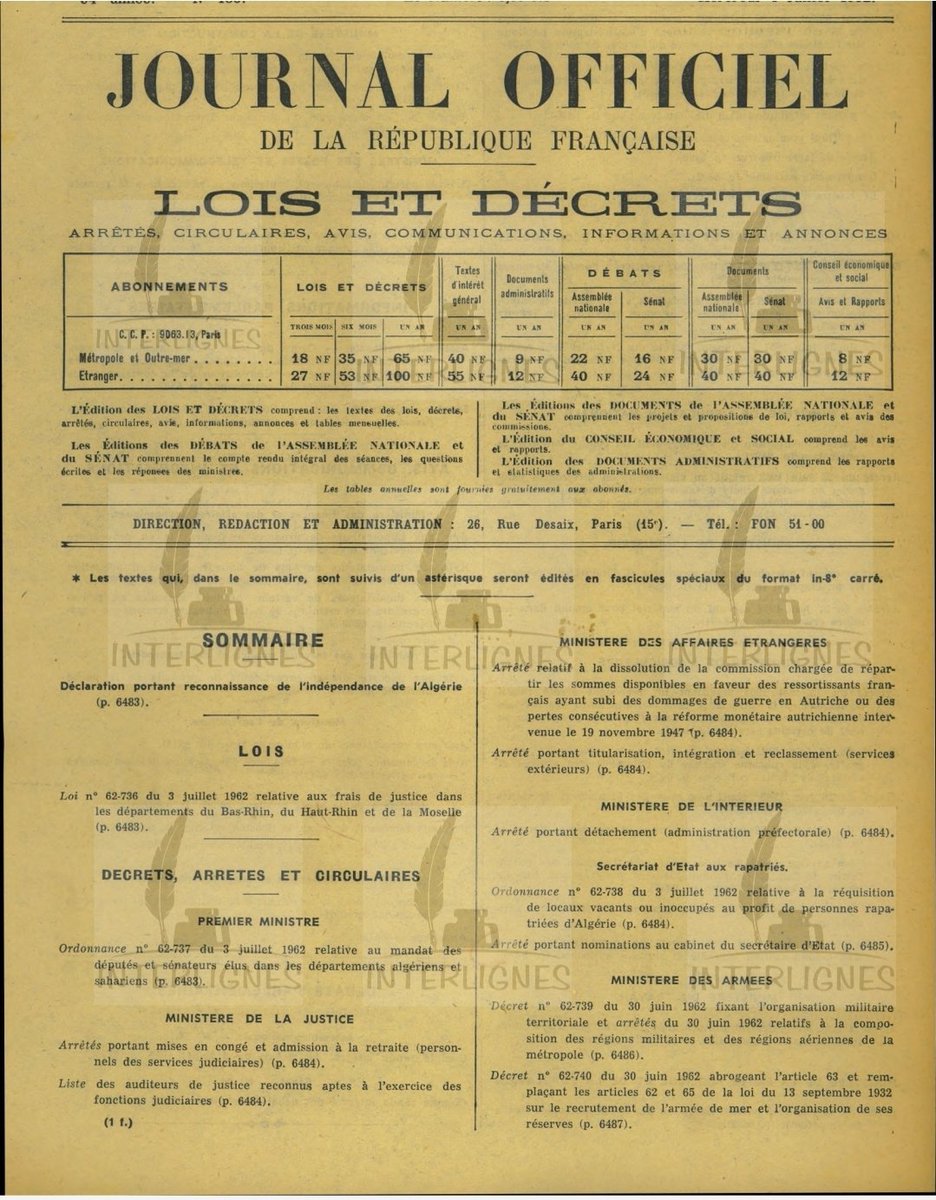 JOURNAL OFFICIEL
DE LA RÉPUBLIQUE FRANÇAISE
LOIS ET DÉCRETS
ARRÊTÉS, CIRCULAIRES, AVIS, COMMUNICATIONS, INFORMATIONS ET ANNONCES
ABONNEMENTS
LOIS ET DÉCRETS
Textes d'intérêt général
Documents administratifs
DÉBATS
Documents
Conseil économique et social
Assemblée nationale
Sénat
Assemblée nationale
Sénat
Avis et Rapports
C. C. P. : 9063.13, Paris
TROIS MOIS SIX MOIS UN AN UN AN UN AN UN AN UN AN UN AN UN AN UN AN
Métropole et Outre-mer........ 18 NF 35 NF 65 NF 40 NF 9 NF 22 NF 16 NF 30 NF 30 NF 8 NF
Etranger................ 27 NF 53 NF 100 NF 55 NF 12 NF 40 NF 24 NF 40 NF 40 NF 12 NF
L'Édition des LOIS ET DÉCRETS comprend : les textes des lois, décrets,
arrêtés, circulaires, avis, informations, annonces et tables mensuelles.
Les Éditions des DÉBATS de l'ASSEMBLÉE NATIONALE et
du SÉNAT comprennent le compte rendu intégral des séances, les questions
écrites et les réponses des ministres.
Les Éditions des DOCUMENTS de l'ASSEMBLÉE NATIONALE et
du SÉNAT comprennent les projets et propositions de loi, rapports et avis des
commissions.
L'Édition du CONSEIL ÉCONOMIQUE et SOCIAL comprend les avis
et rapports.
L'Édition des DOCUMENTS ADMINISTRATIFS comprend les rapports
et statistiques des administrations.
Les tables annuelles sont fournies gratuitement aux abonnés.
DIRECTION, REDACTION ET ADMINISTRATION : 26, Rue Desaix, Paris (15e). — Tél. : FON 51-00
* Les textes qui, dans le sommaire, sont suivis d'un astérisque seront édités en fascicules spéciaux du format in-8° carré.
SOMMAIRE
Déclaration portant reconnaissance de l'indépendance de l'Algérie
(p. 6483).
LOIS
Loi n° 62-736 du 3 juillet 1962 relative aux frais de justice dans
les départements du Bas-Rhin, du Haut-Rhin et de la Moselle
(p. 6483).
DECRETS, ARRETES ET CIRCULAIRES
PREMIER MINISTRE
Ordonnance n° 62-737 du 3 juillet 1962 relative au mandat des
députés et sénateurs élus dans les départements algériens et
sahariens (p. 6483).
MINISTERE DE LA JUSTICE
Arrêtés portant mises en congé et admission à la retraite (person-
nels des services judiciaires) (p. 6484).
Liste des auditeurs de justice reconnus aptes à l'exercice des
fonctions judiciaires (p. 6484).
(1 f.)
MINISTERE DES AFFAIRES ETRANGERES
Arrêté relatif à la dissolution de la commission chargée de répar-
tir les sommes disponibles en faveur des ressortissants fran-
çais ayant subi des dommages de guerre en Autriche ou des
pertes consécutives à la réforme monétaire autrichienne inter-
venue le 19 novembre 1947 (p. 6484).
Arrêté portant titularisation, intégration et reclassement (services
extérieurs) (p. 6484).
MINISTERE DE L'INTERIEUR
Arrêté portant détachement (administration préfectorale) (p. 6484).
Secrétariat d'Etat aux rapatriés.
Ordonnance n° 62-738 du 3 juillet 1962 relative à la réquisition
de locaux vacants ou inoccupés au profit de personnes rapa-
triées d'Algérie (p. 6484).
Arrêté portant nominations au cabinet du secrétaire d'Etat (p. 6485).
MINISTERE DES ARMEES
Décret n° 62-739 du 30 juin 1962 fixant l'organisation militaire
territoriale et arrêtés du 30 juin 1962 relatifs à la compo-
sition des régions militaires et des régions aériennes de la
métropole (p. 6486).
Décret n° 62-740 du 30 juin 1962 abrogeant l'article 63 et rem-
plaçant les articles 62 et 65 de la loi du 13 septembre 1932
sur le recrutement de l'armée de mer et l'organisation de ses
réserves (p. 6487).
INTERLIGNES